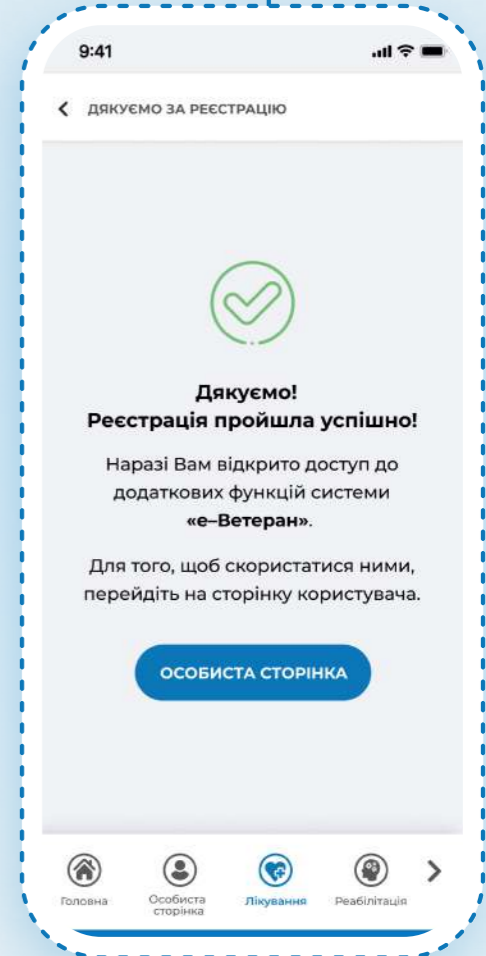 9:41
ДЯКУЄМО ЗА РЕЄСТРАЦІЮ
Дякуємо!
Реєстрація пройшла успішно!
Наразі Вам відкрито доступ до
додаткових функцій системи
«е–Ветеран».
Для того, щоб скористатися ними,
перейдіть на сторінку користувача.
ОСОБИСТА СТОРІНКА
Головна
Особиста
сторінка
Лікування
Реабілітація